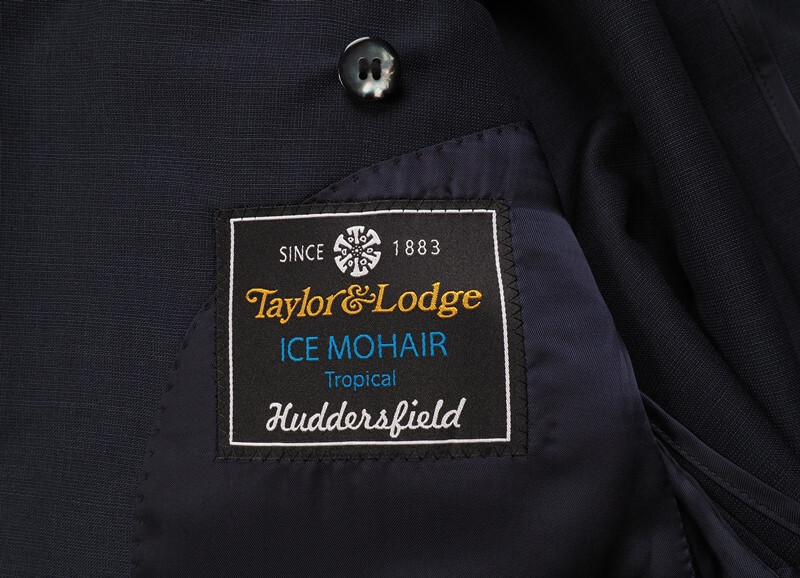 SINCE 1883
Taylor & Lodge
ICE MOHAIR
Tropical
Huddersfield